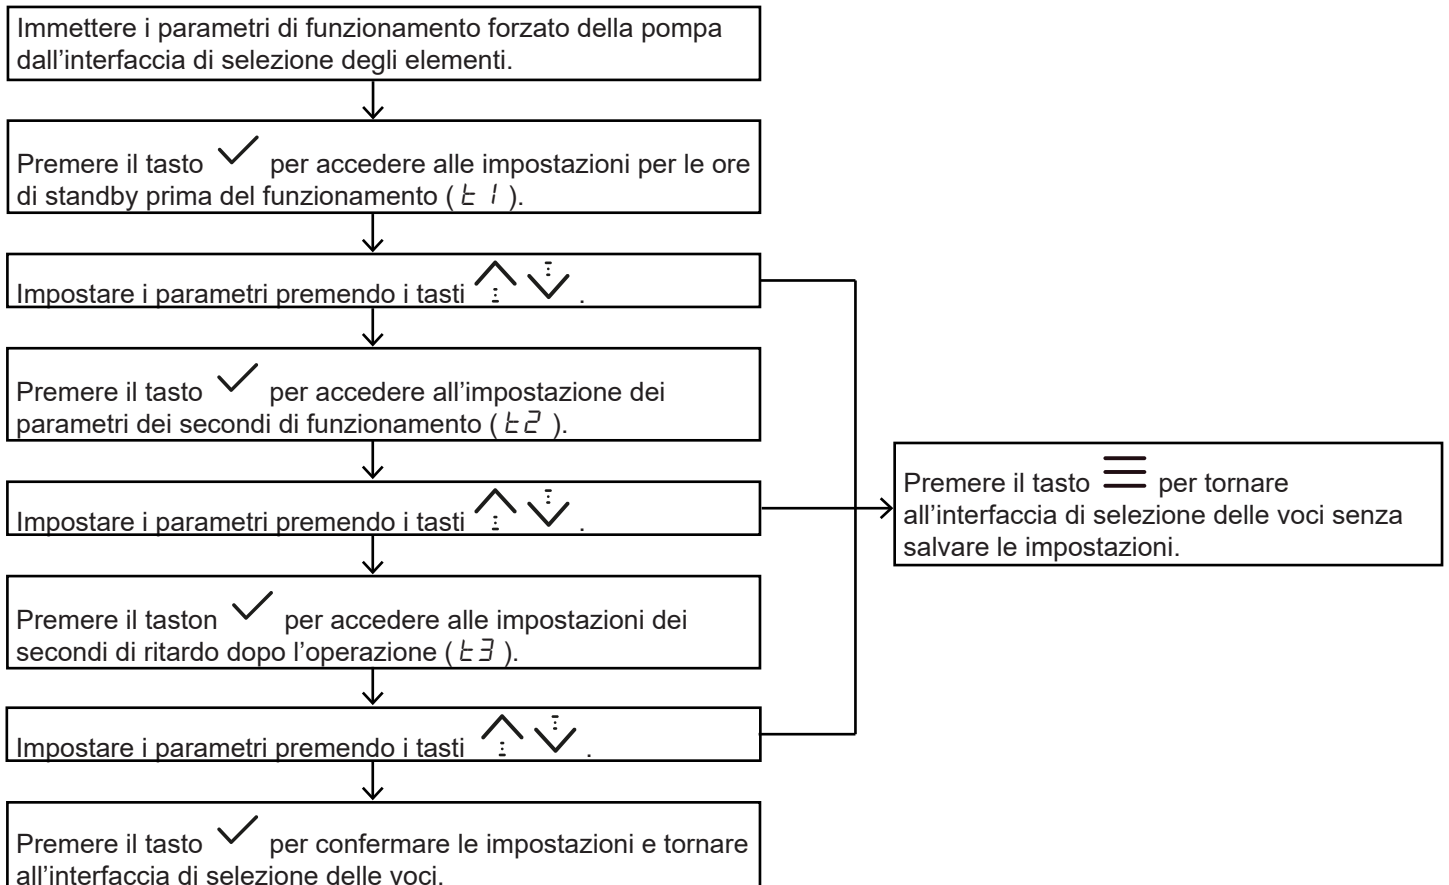 Immettere i parametri di funzionamento forzato della pompa
dall’interfaccia di selezione degli elementi.
Premere il tasto per accedere alle impostazioni per le ore
di standby prima del funzionamento ( t1 ).
Impostare i parametri premendo i tasti .
Premere il tasto per accedere all’impostazione dei
parametri dei secondi di funzionamento ( t2 ).
Impostare i parametri premendo i tasti .
Premere il taston per accedere alle impostazioni dei
secondi di ritardo dopo l’operazione ( t3 ).
Impostare i parametri premendo i tasti .
Premere il tasto per confermare le impostazioni e tornare
all’interfaccia di selezione delle voci.
Premere il tasto per tornare
all’interfaccia di selezione delle voci senza
salvare le impostazioni.